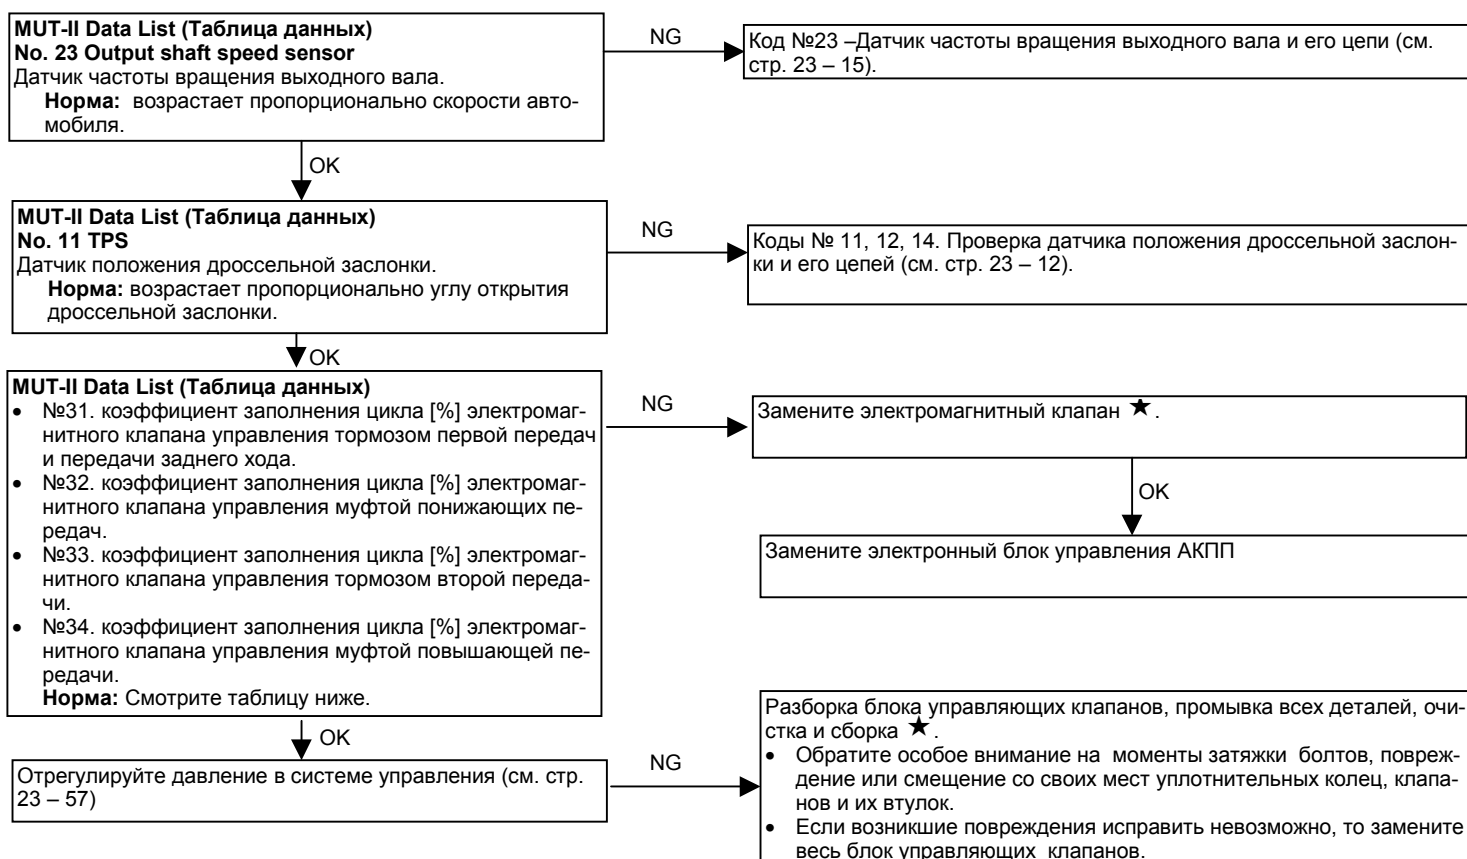 MUT-II Data List (Таблица данных)
No. 23 Output shaft speed sensor
Датчик частоты вращения выходного вала.
Норма: возрастает пропорционально скорости авто-
мобиля.
NG
Код №23 –Датчик частоты вращения выходного вала и его цепи (см.
стр. 23 – 15).
OK
MUT-II Data List (Таблица данных)
No. 11 TPS
Датчик положения дроссельной заслонки.
Норма: возрастает пропорционально углу открытия
дроссельной заслонки.
NG
Коды № 11, 12, 14. Проверка датчика положения дроссельной заслон-
ки и его цепей (см. стр. 23 – 12).
OK
MUT-II Data List (Таблица данных)
• №31. коэффициент заполнения цикла [%] электромаг-
нитного клапана управления тормозом первой передач
и передачи заднего хода.
• №32. коэффициент заполнения цикла [%] электромаг-
нитного клапана управления муфтой понижающих пе-
редач.
• №33. коэффициент заполнения цикла [%] электромаг-
нитного клапана управления тормозом второй переда-
чи.
• №34. коэффициент заполнения цикла [%] электромаг-
нитного клапана управления муфтой повышающей пе-
редачи.
Норма: Смотрите таблицу ниже.
NG
Замените электромагнитный клапан ★.
OK
Замените электронный блок управления АКПП
OK
Отрегулируйте давление в системе управления (см. стр.
23 – 57)
NG
Разборка блока управляющих клапанов, промывка всех деталей, очи-
стка и сборка ★.
• Обратите особое внимание на моменты затяжки болтов, повреж-
дение или смещение со своих мест уплотнительных колец, клапа-
нов и их втулок.
• Если возникшие повреждения исправить невозможно, то замените
весь блок управляющих клапанов.